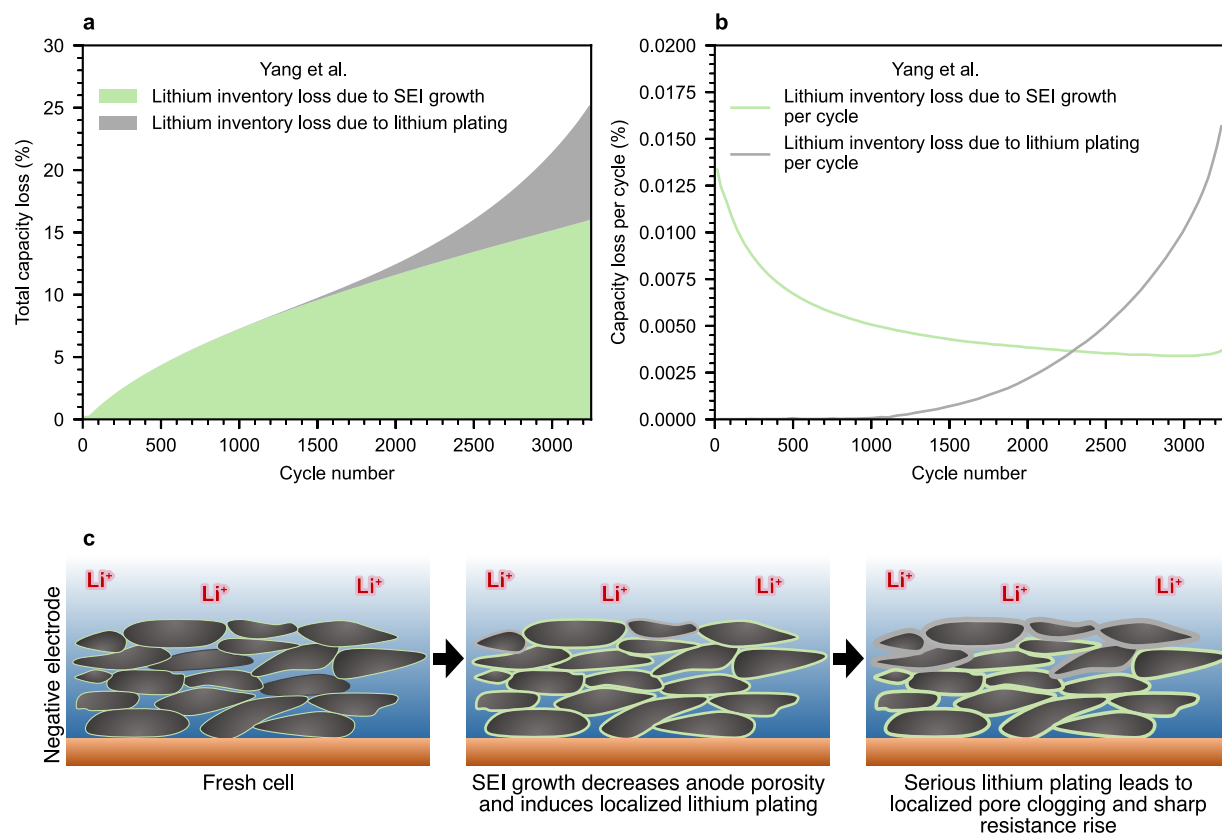 a
30
25
20
15
10
5
0
Total capacity loss (%)
Yang et al.
Lithium inventory loss due to SEI growth
Lithium inventory loss due to lithium plating
0
500
1000
1500
2000
2500
3000
Cycle number
b
0.0200
0.0175
0.0150
0.0125
0.0100
0.0075
0.0050
0.0025
0.0000
Capacity loss per cycle (%)
Yang et al.
Lithium inventory loss due to SEI growth
per cycle
Lithium inventory loss due to lithium plating
per cycle
0
500
1000
1500
2000
2500
3000
Cycle number
c
Negative electrode
Li+
Li+
Li+
Fresh cell
Li+
Li+
Li+
SEI growth decreases anode porosity
and induces localized lithium plating
Li+
Li+
Li+
Serious lithium plating leads to
localized pore clogging and sharp
resistance rise